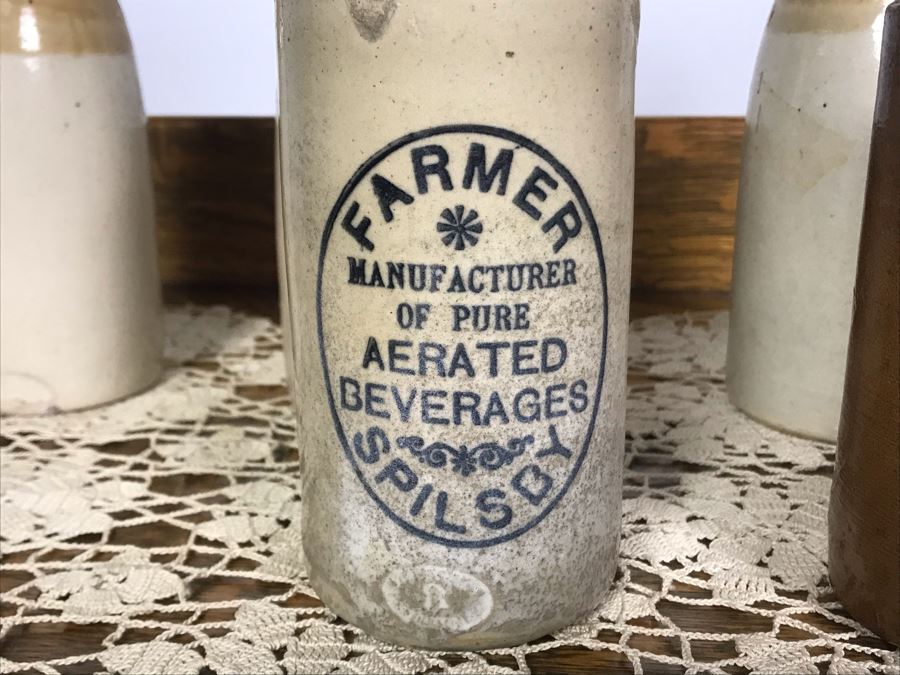 FARMER
MANUFACTURER
OF PURE
AERATED
BEVERAGES
SPILSBY